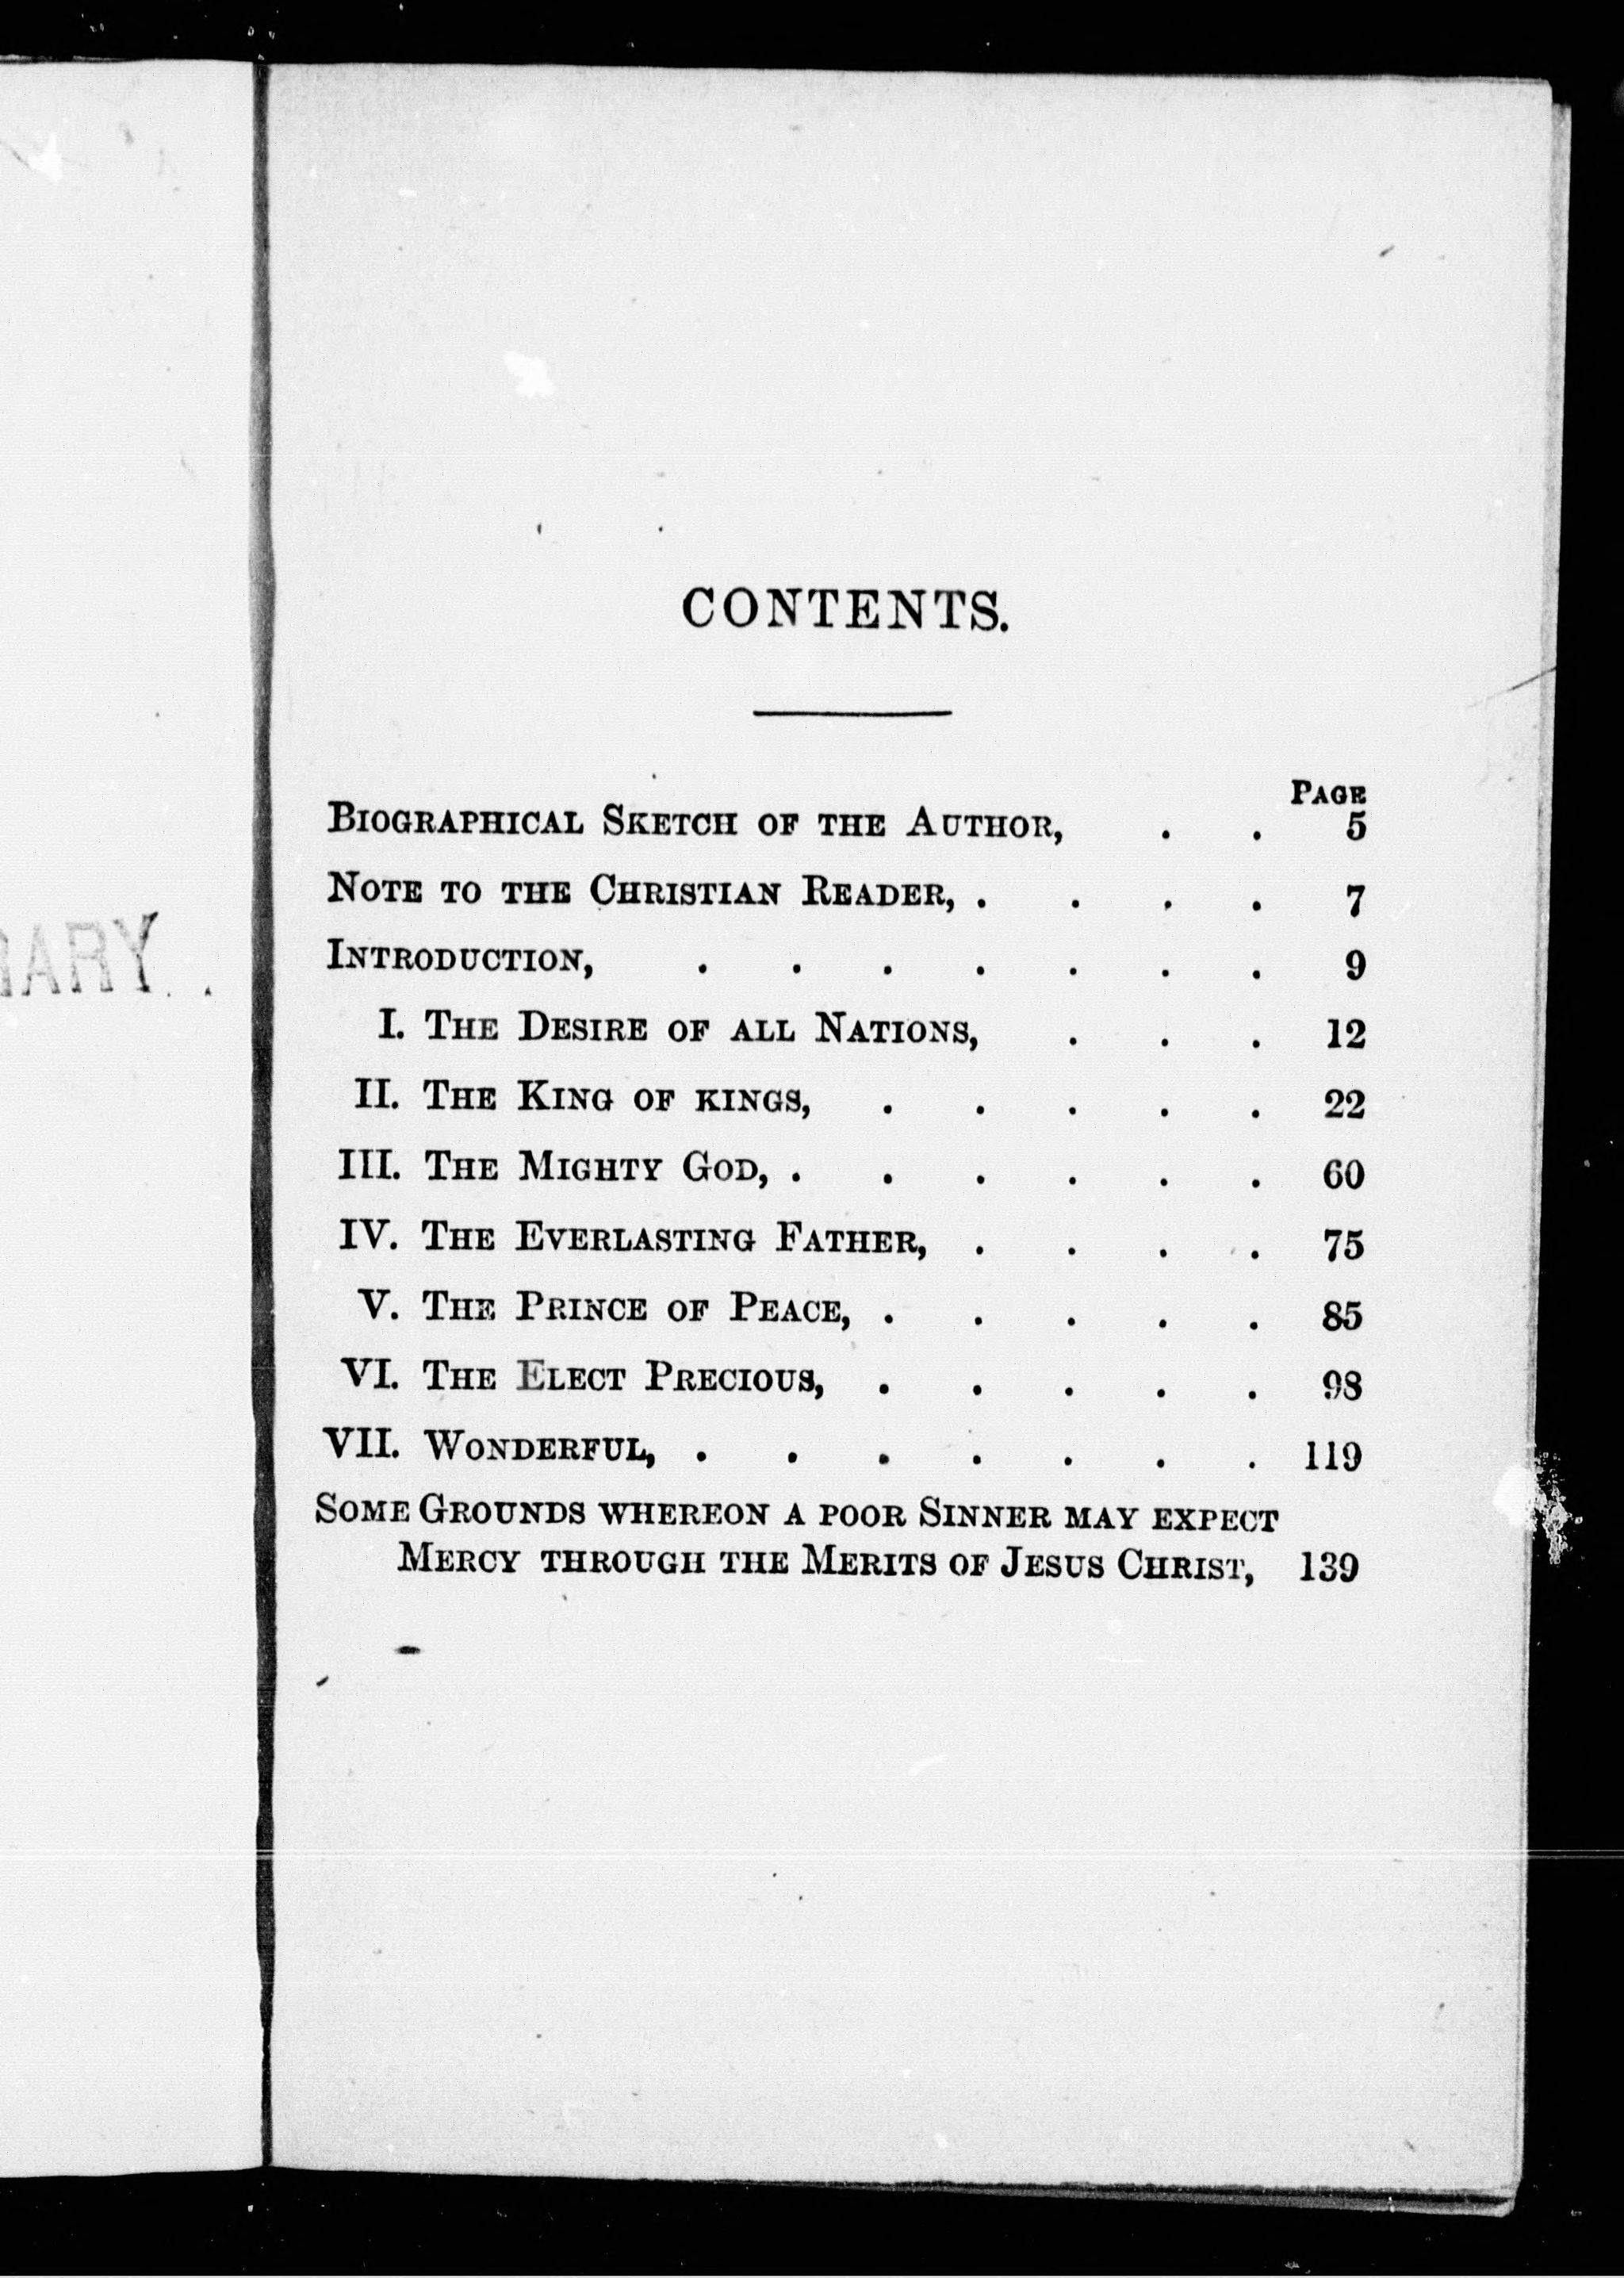 CONTENTS.
PAGE
BIOGRAPHICAL SKETCH OF THE AUTHOR, . . 5
NOTE TO THE CHRISTIAN READER, . . . . 7
INTRODUCTION, . . . . . . . 9
I. THE DESIRE OF ALL NATIONS, . . . 12
II. THE KING OF KINGS, . . . . . 22
III. THE MIGHTY GOD, . . . . . . 60
IV. THE EVERLASTING FATHER, . . . . 75
V. THE PRINCE OF PEACE, . . . . . 85
VI. THE ELECT PRECIOUS, . . . . . 98
VII. WONDERFUL, . . . . . . . 119
SOME GROUNDS WHEREON A POOR SINNER MAY EXPECT
MERCY THROUGH THE MERITS OF JESUS CHRIST, 139